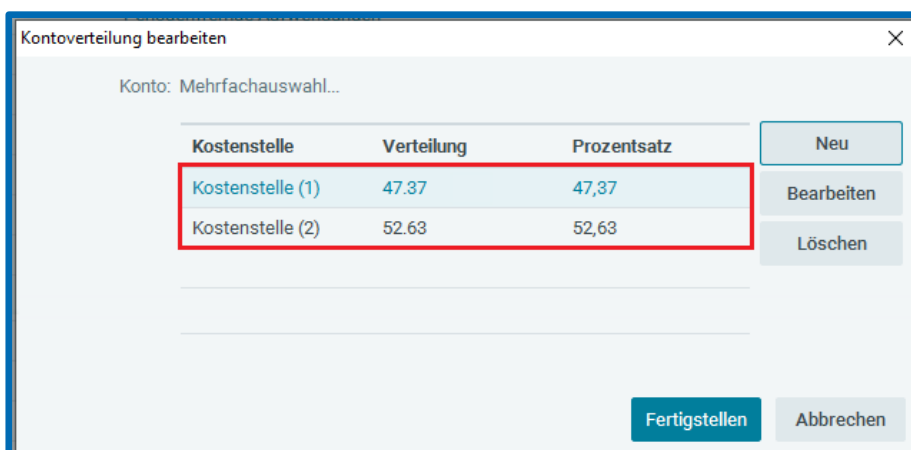 Kontoverteilung bearbeiten
Konto: Mehrfachauswahl...
Kostenstelle Verteilung Prozentsatz Neu
Kostenstelle (1) 47.37 47,37 Bearbeiten
Kostenstelle (2) 52.63 52,63
Löschen
Fertigstellen Abbrechen